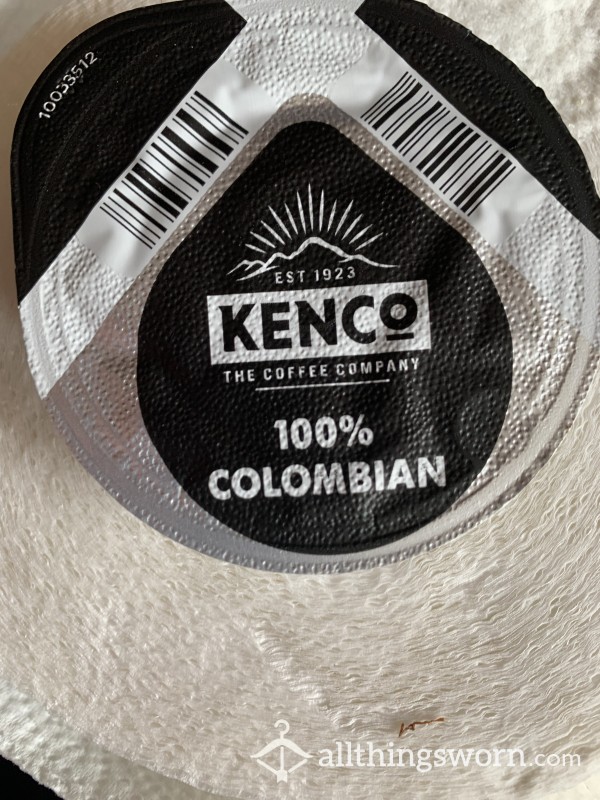 10033512
EST 1923
KENCO
THE COFFEE COMPANY
100%
COLOMBIAN
allthingsworn.com